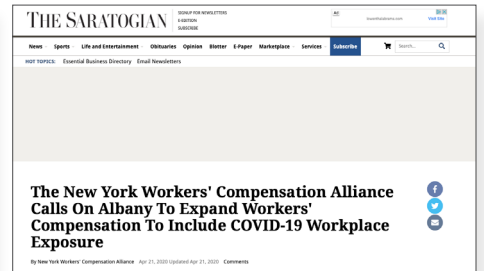 THE SARATOGIAN
SIGNUP FOR NEWSLETTERS
E-EDITION
SUBSCRIBE
Ad
Visit Site
News Sports Life and Entertainment Obituaries Opinion Blotter E-Paper Marketplace Services Subscribe Search...
HOT TOPICS: Essential Business Directory Email Newsletters
The New York Workers' Compensation Alliance
Calls On Albany To Expand Workers'
Compensation To Include COVID-19 Workplace
Exposure
By New York Workers' Compensation Alliance Apr 21, 2020 Updated Apr 21, 2020 Comments